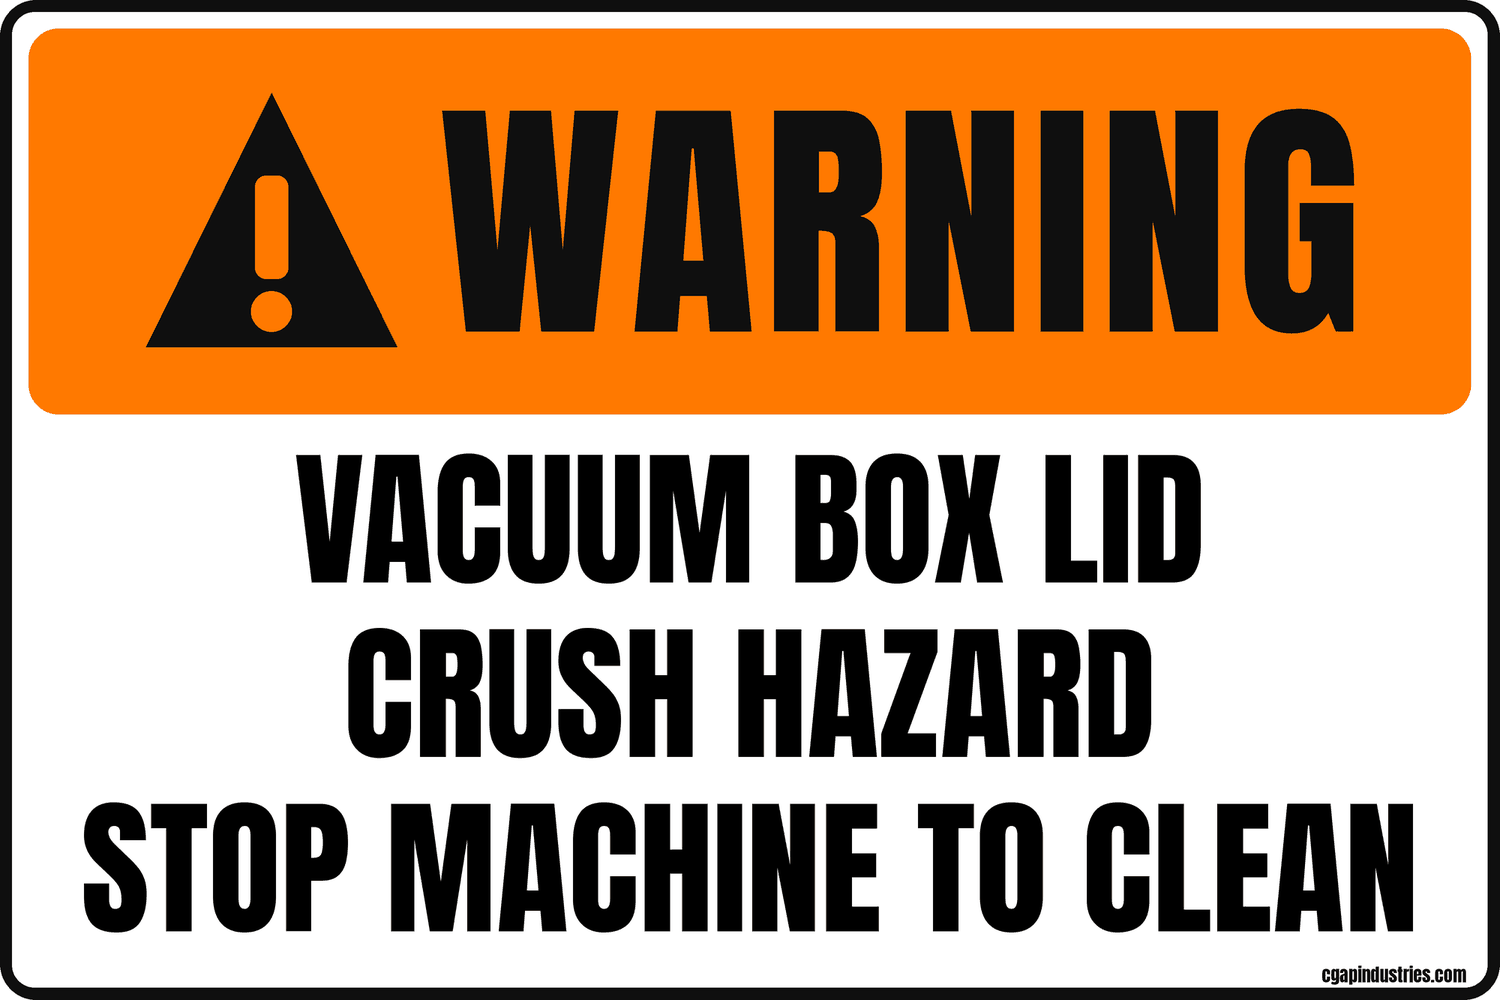 WARNING
VACUUM BOX LID
CRUSH HAZARD
STOP MACHINE TO CLEAN
cgapindustries.com